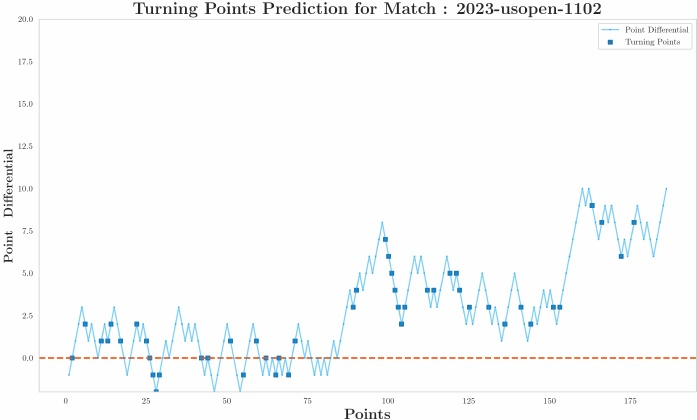 Turning Points Prediction for Match : 2023-usopen-1102
Point Differential
Turning Points
20.0
17.5
15.0
12.5
10.0
7.5
5.0
2.5
0.0
Point Differential
0 25 50 75 100 125 150 175
Points